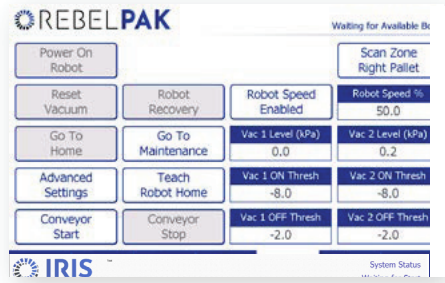 REBELPAK
Waiting for Available
Power On
Robot
Scan Zone
Right Pallet
Reset
Vacuum
Robot
Recovery
Robot Speed
Enabled
Robot Speed %
50.0
Go To
Home
Go To
Maintenance
Vac 1 Level (kPa)
0.0
Vac 2 Level (kPa)
0.2
Advanced
Settings
Teach
Robot Home
Vac 1 ON Thresh
-8.0
Vac 2 ON Thresh
-8.0
Conveyor
Start
Conveyor
Stop
Vac 1 OFF Thresh
-2.0
Vac 2 OFF Thresh
-2.0
IRIS ™
System Status